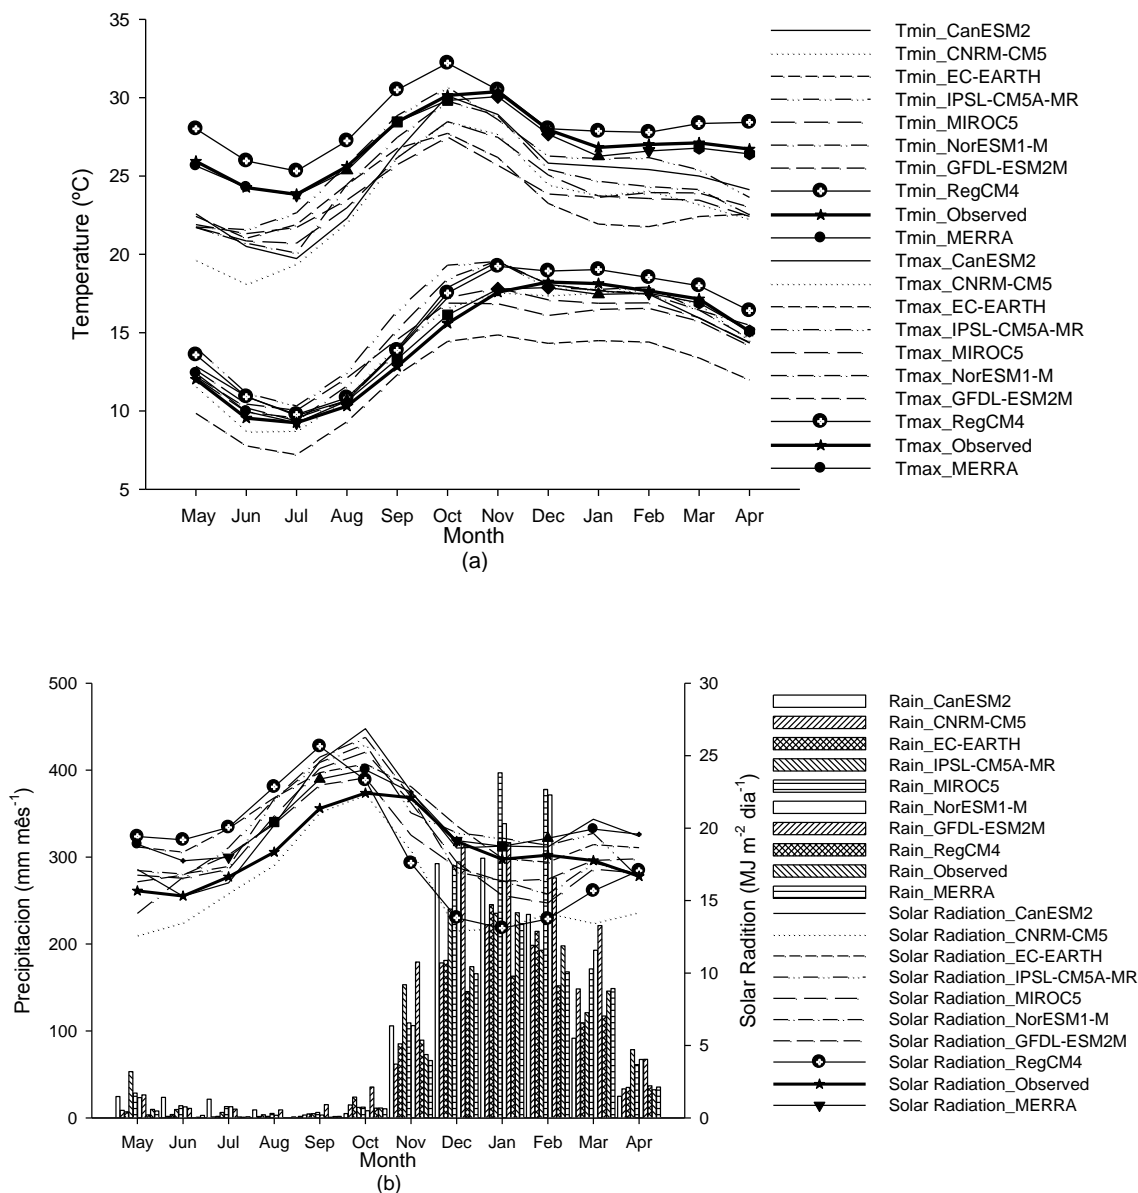 35
30
25
20
15
10
5
Temperature (ºC)
May Jun Jul Aug Sep Oct Nov Dec Jan Feb Mar Apr
Month
(a)
Tmin_CanESM2
Tmin_CNRM-CM5
Tmin_EC-EARTH
Tmin_IPSL-CM5A-MR
Tmin_MIROC5
Tmin_NorESM1-M
Tmin_GFDL-ESM2M
Tmin_RegCM4
Tmin_Observed
Tmin_MERRA
Tmax_CanESM2
Tmax_CNRM-CM5
Tmax_EC-EARTH
Tmax_IPSL-CM5A-MR
Tmax_MIROC5
Tmax_NorESM1-M
Tmax_GFDL-ESM2M
Tmax_RegCM4
Tmax_Observed
Tmax_MERRA
500
400
300
200
100
0
Precipitacion (mm mês-1)
30
25
20
15
10
5
0
Solar Radition (MJ m-2 dia-1)
May Jun Jul Aug Sep Oct Nov Dec Jan Feb Mar Apr
Month
(b)
Rain_CanESM2
Rain_CNRM-CM5
Rain_EC-EARTH
Rain_IPSL-CM5A-MR
Rain_MIROC5
Rain_NorESM1-M
Rain_GFDL-ESM2M
Rain_RegCM4
Rain_Observed
Rain_MERRA
Solar Radiation_CanESM2
Solar Radiation_CNRM-CM5
Solar Radiation_EC-EARTH
Solar Radiation_IPSL-CM5A-MR
Solar Radiation_MIROC5
Solar Radiation_NorESM1-M
Solar Radiation_GFDL-ESM2M
Solar Radiation_RegCM4
Solar Radiation_Observed
Solar Radiation_MERRA